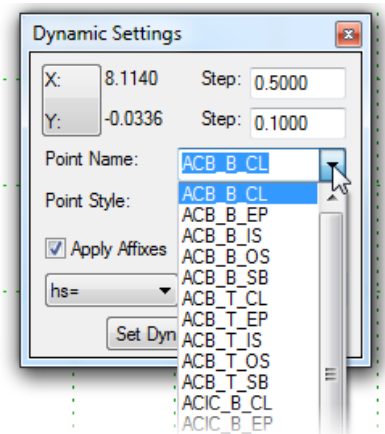 Dynamic Settings
X: 8.1140 Step: 0.5000
Y: -0.0336 Step: 0.1000
Point Name: ACB_B_CL
Point Style:
Apply Affixes
hs=
Set Dyn
ACB_B_CL
ACB_B_EP
ACB_B_IS
ACB_B_OS
ACB_B_SB
ACB_T_CL
ACB_T_EP
ACB_T_IS
ACB_T_OS
ACB_T_SB
ACIC_B_CL
ACIC_B_EP